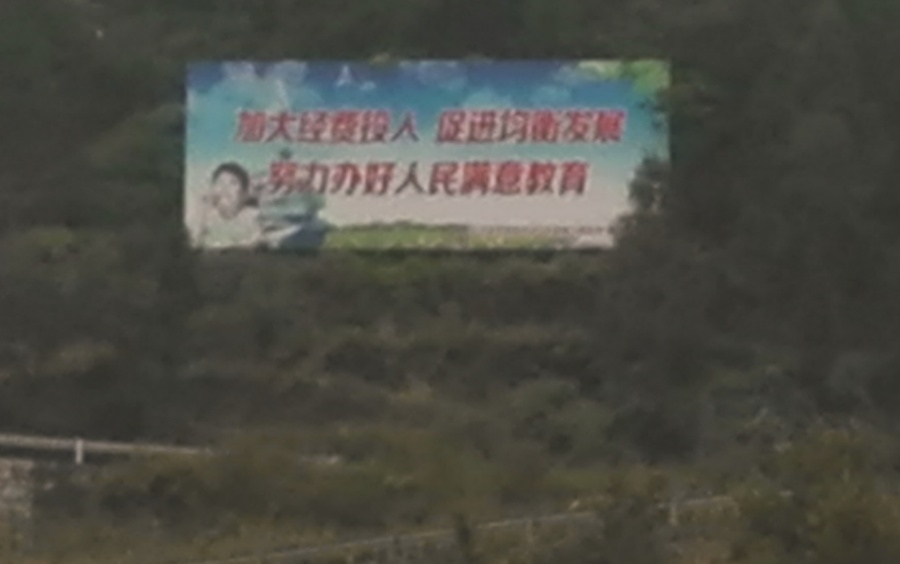 加大经费投入 促进均衡发展
努力办好人民满意教育